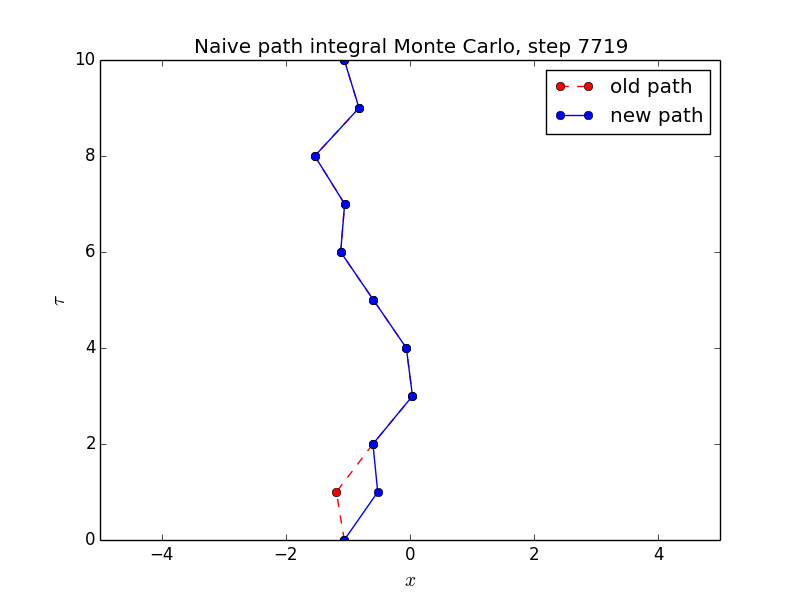 Naive path integral Monte Carlo, step 7719
10
8
6
4
2
0
τ
old path
new path
−4
−2
0
2
4
x